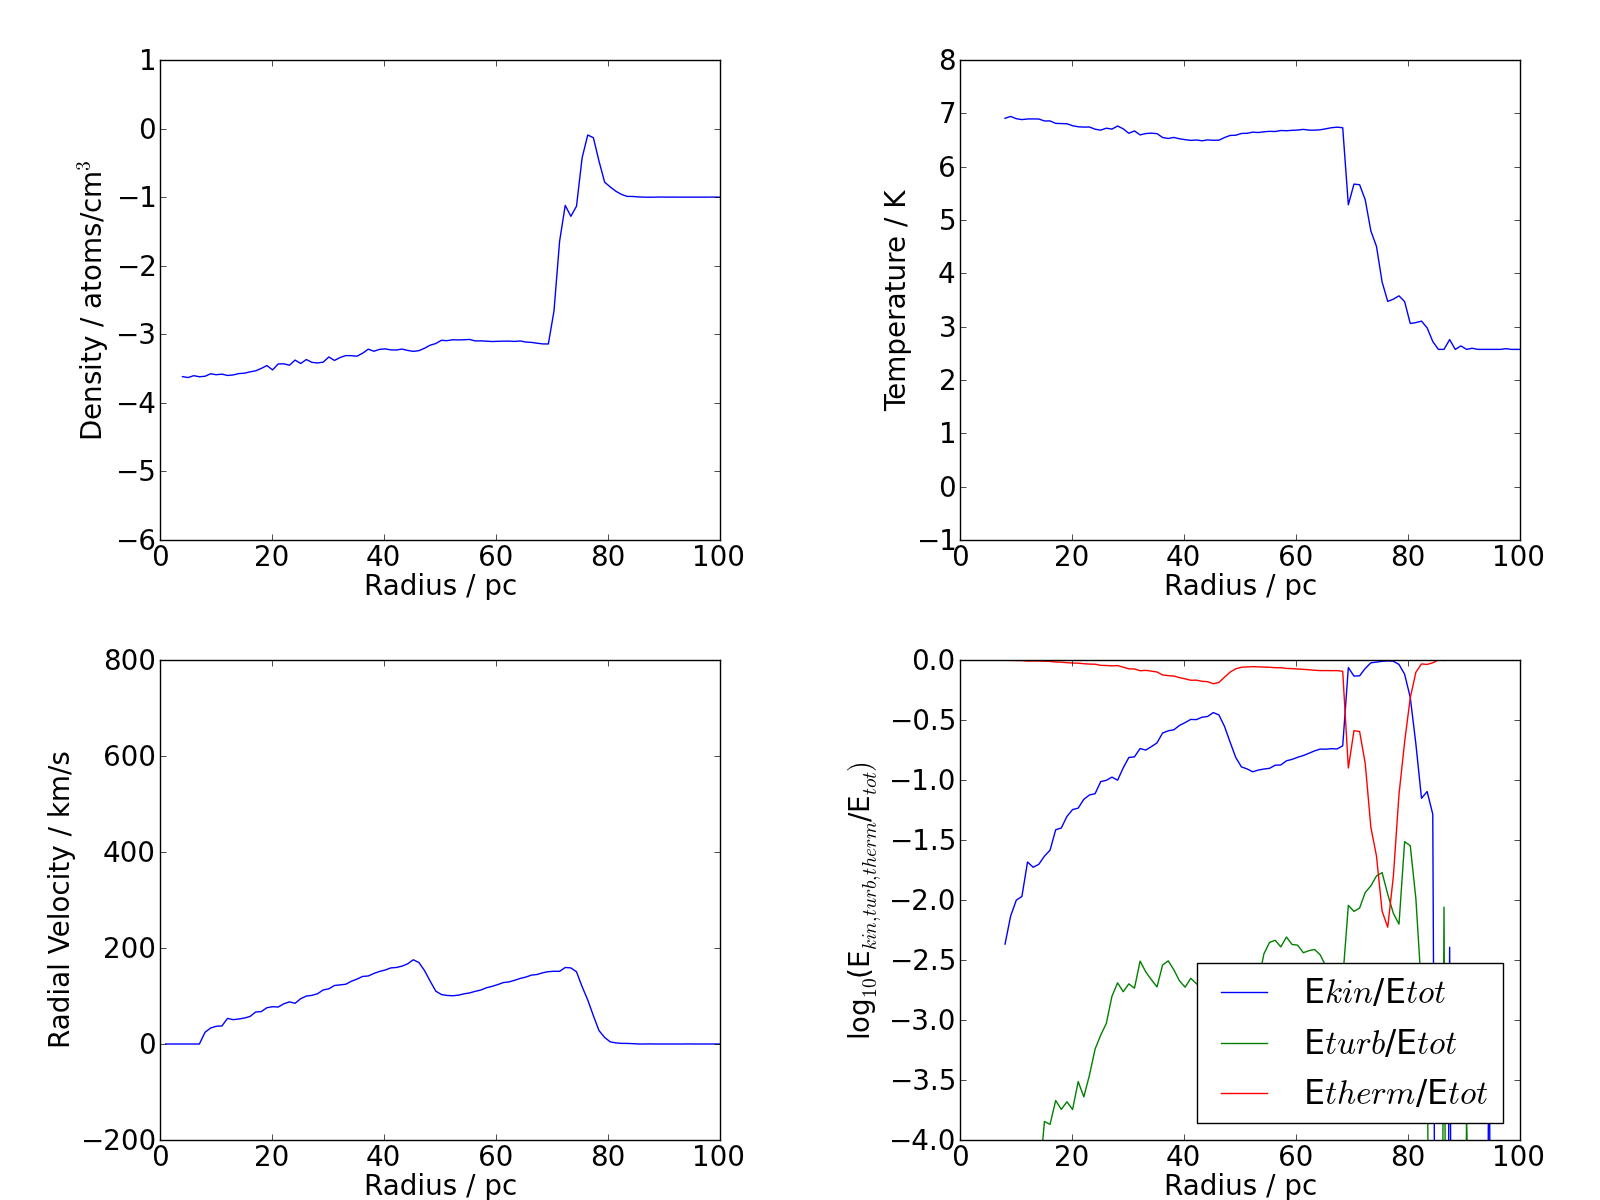 1
0
−1
−2
−3
−4
−5
−6
0 20 40 60 80 100
Radius / pc
Density / atoms/cm³
8
7
6
5
4
3
2
1
0
−1
0 20 40 60 80 100
Radius / pc
Temperature / K
800
600
400
200
0
−200
0 20 40 60 80 100
Radius / pc
Radial Velocity / km/s
0.0
−0.5
−1.0
−1.5
−2.0
−2.5
−3.0
−3.5
−4.0
0 20 40 60 80 100
Radius / pc
log₁₀(E_kin,turb,therm/E_tot)
Ekin/Etot
Eturb/Etot
Etherm/Etot